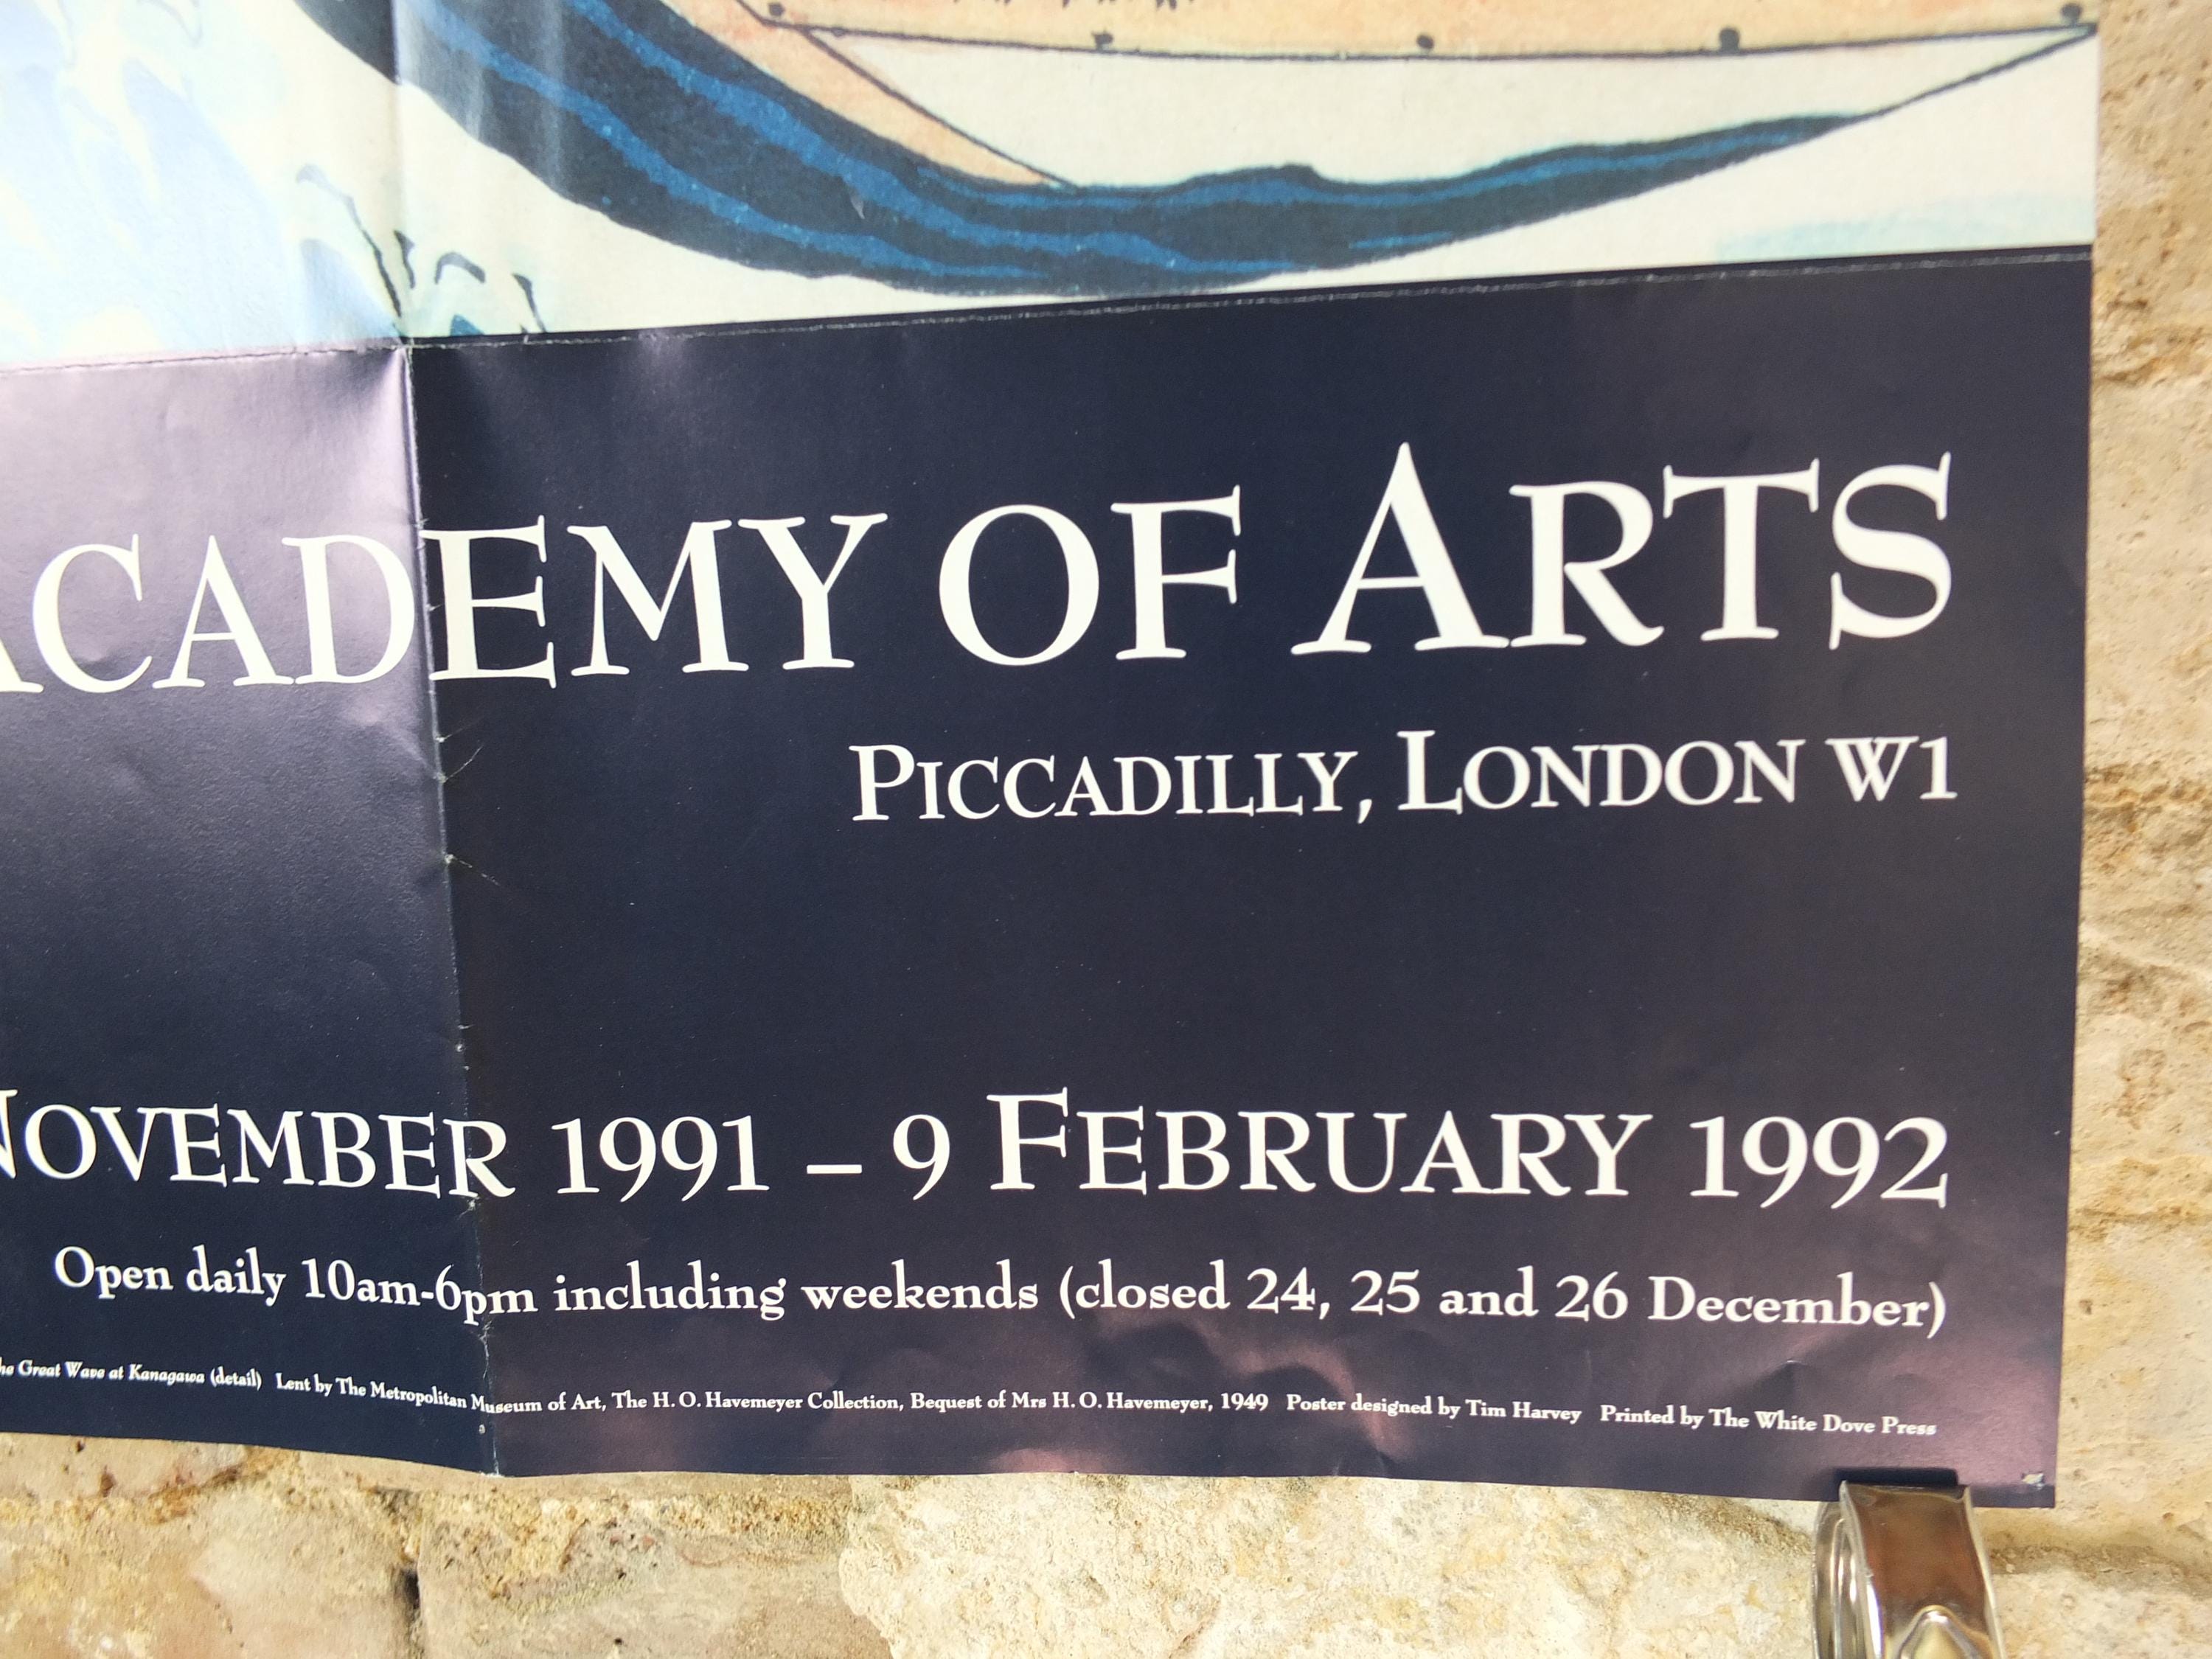 ACADEMY OF ARTS
PICCADILLY, LONDON W1
NOVEMBER 1991 – 9 FEBRUARY 1992
Open daily 10am-6pm including weekends (closed 24, 25 and 26 December)
Great Wave at Kanagawa (detail) Lent by The Metropolitan Museum of Art, The H. O. Havemeyer Collection, Bequest of Mrs H. O. Havemeyer, 1949 Poster designed by Tim Harvey Printed by The White Dove Press